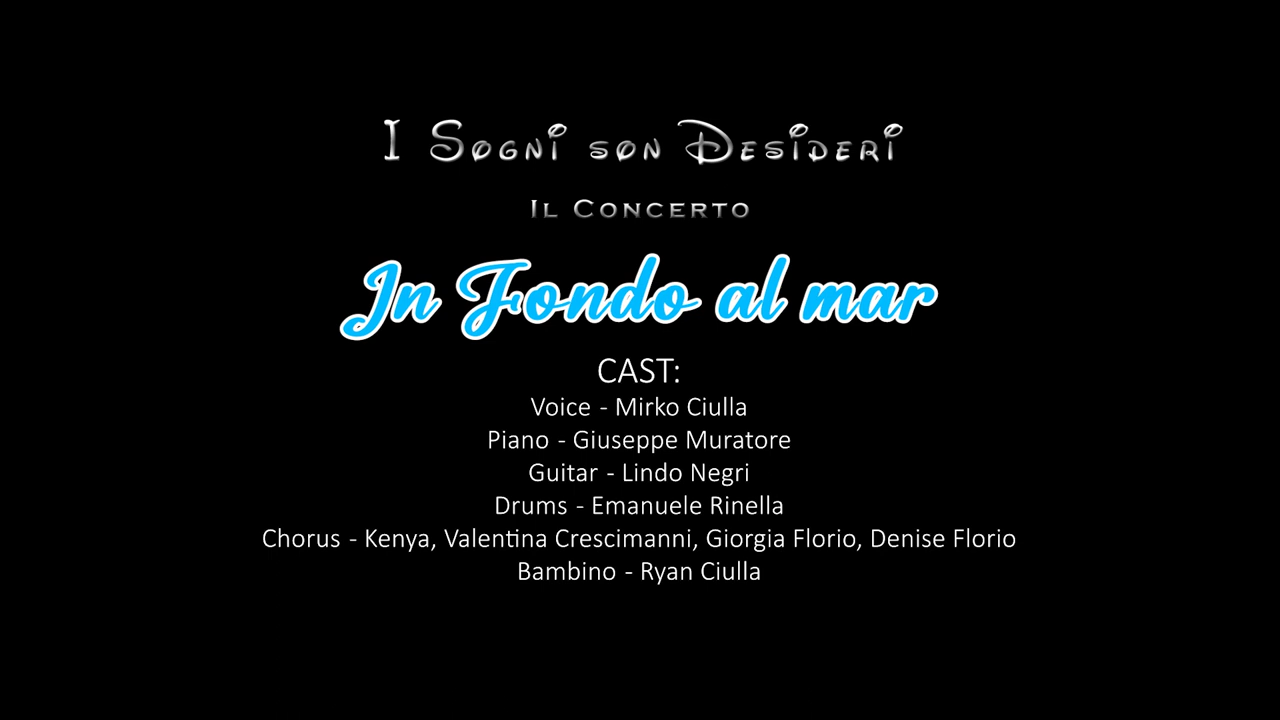 I Sogni son Desideri
Il Concerto
In Fondo al mar
CAST:
Voice - Mirko Ciulla
Piano - Giuseppe Muratore
Guitar - Lindo Negri
Drums - Emanuele Rinella
Chorus - Kenya, Valentina Crescimanni, Giorgia Florio, Denise Florio
Bambino - Ryan Ciulla